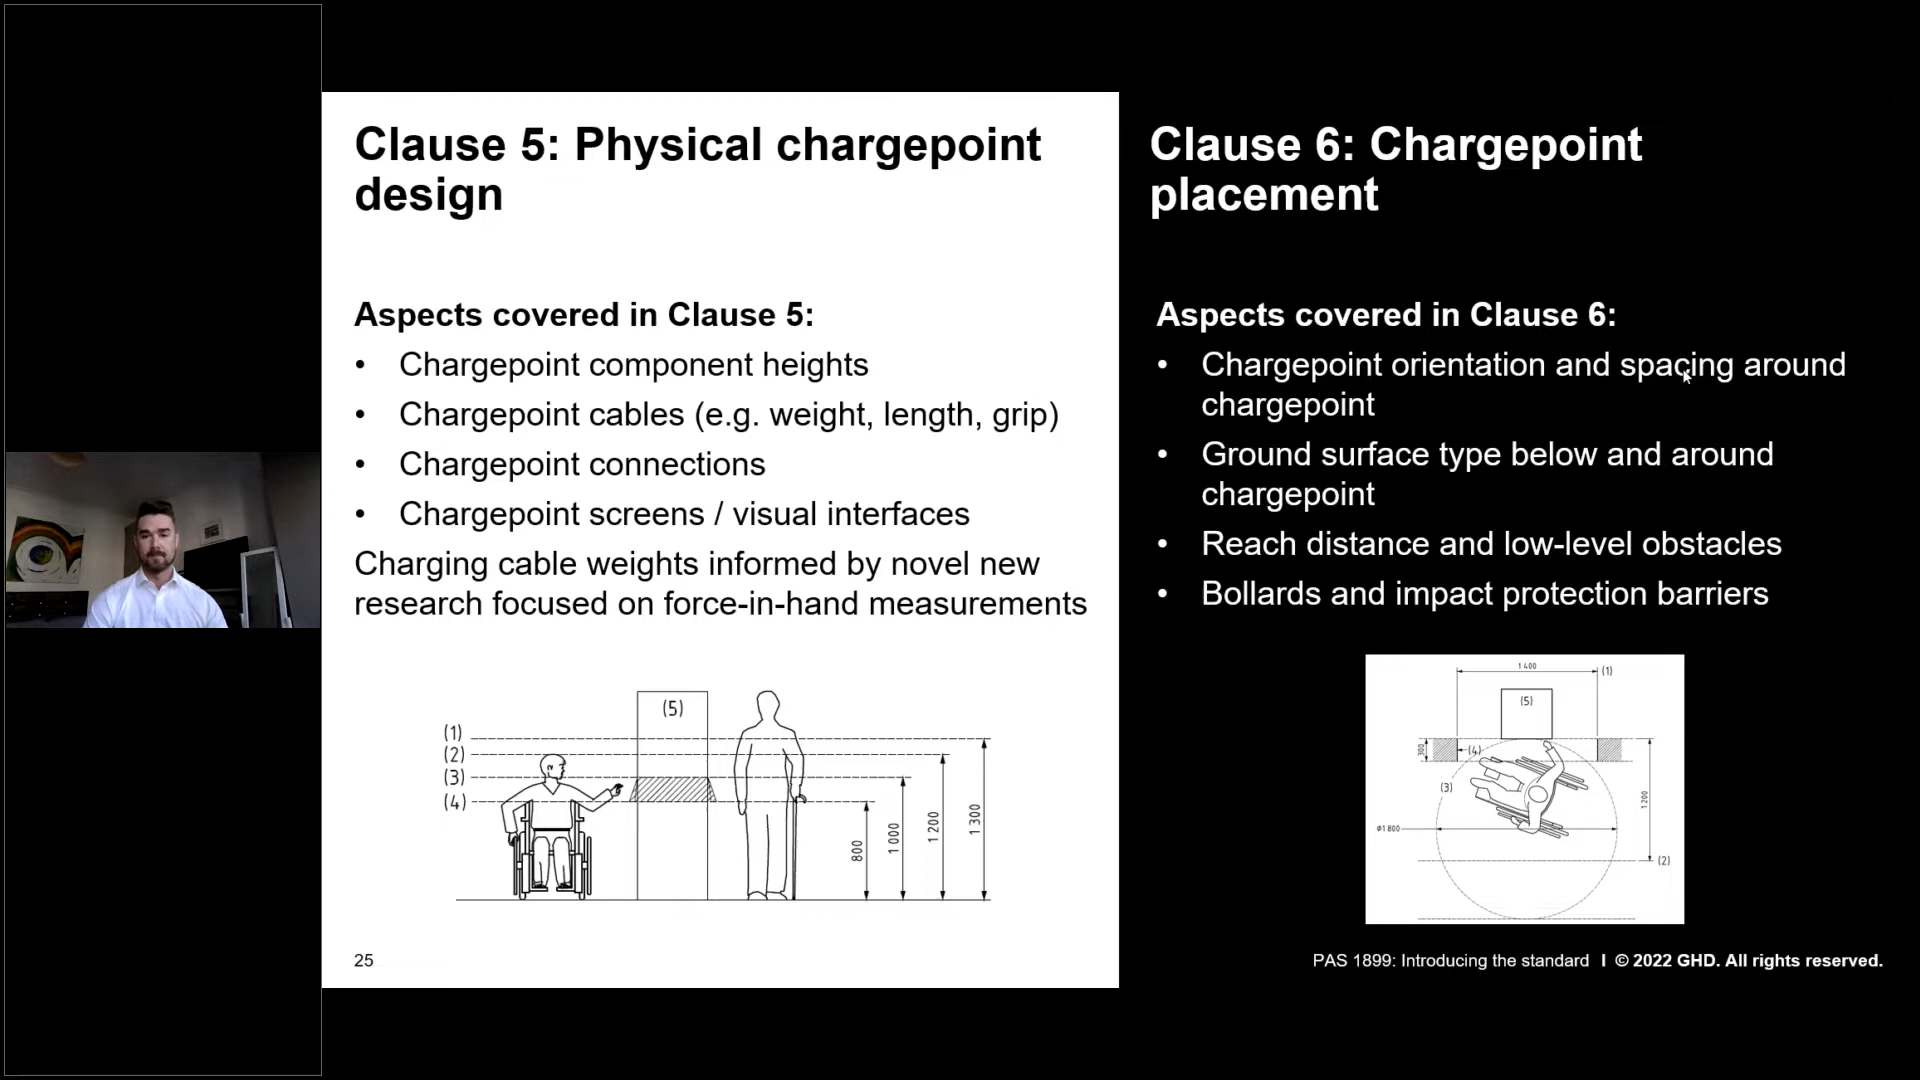 Clause 5: Physical chargepoint
design
Aspects covered in Clause 5:
• Chargepoint component heights
• Chargepoint cables (e.g. weight, length, grip)
• Chargepoint connections
• Chargepoint screens / visual interfaces
Charging cable weights informed by novel new
research focused on force-in-hand measurements
(5)
(1)
(2)
(3)
(4)
800
1 000
1 200
1 300
25
Clause 6: Chargepoint
placement
Aspects covered in Clause 6:
• Chargepoint orientation and spacing around
chargepoint
• Ground surface type below and around
chargepoint
• Reach distance and low-level obstacles
• Bollards and impact protection barriers
1 400
(1)
(5)
300
(4)
(3)
1 200
ø1 800
(2)
PAS 1899: Introducing the standard I © 2022 GHD. All rights reserved.